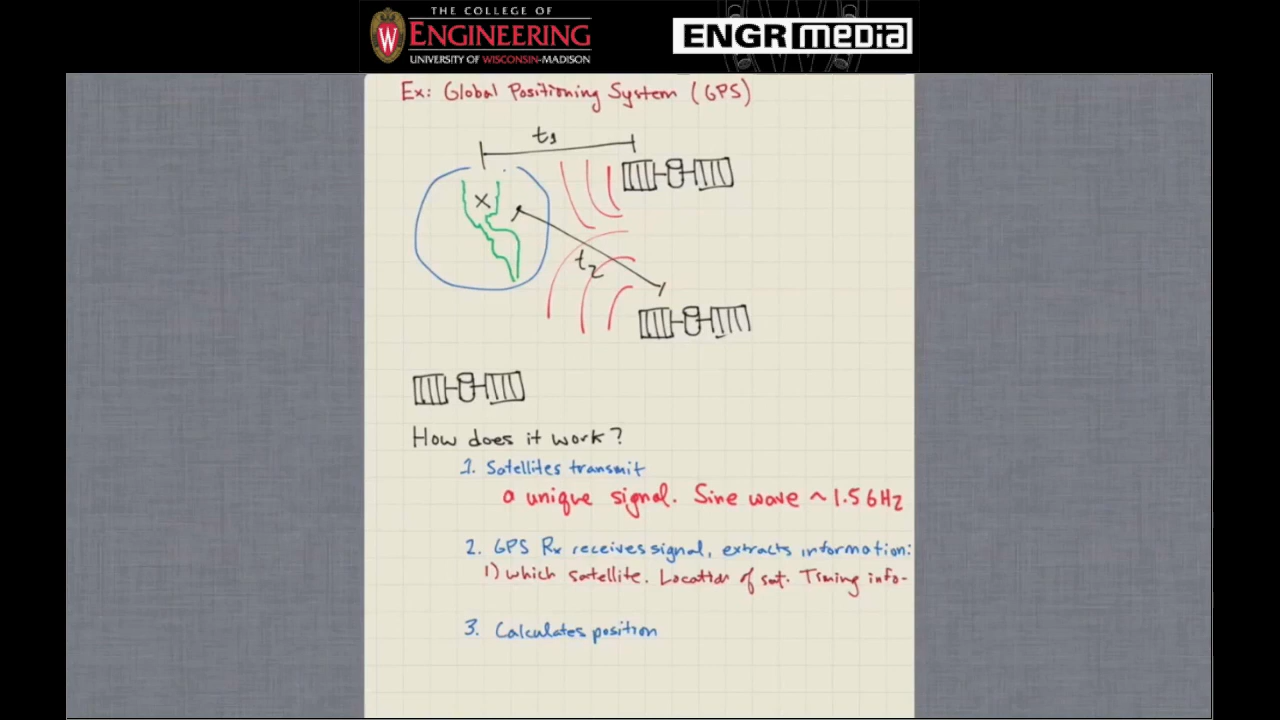 THE COLLEGE OF
ENGINEERING
UNIVERSITY OF WISCONSIN-MADISON
W
ENGRmedia
Ex: Global Positioning System (GPS)
t1
X
t2
How does it work?
1. Satellites transmit
a unique signal. Sine wave ~ 1.5 GHz
2. GPS Rx receives signal, extracts information:
1) which satellite. Location of sat. Timing info-
3. Calculates position